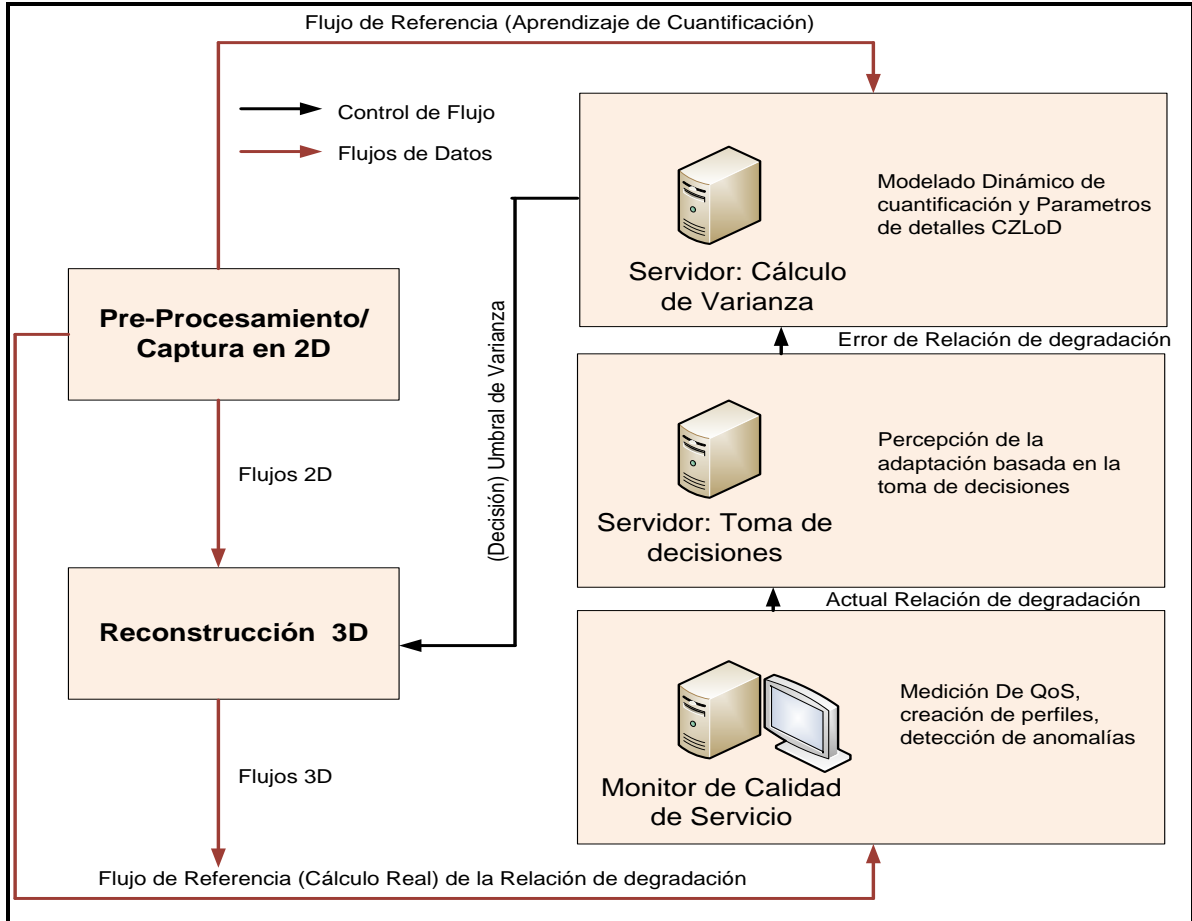 Flujo de Referencia (Aprendizaje de Cuantificación)
Control de Flujo
Flujos de Datos
Modelado Dinámico de
cuantificación y Parametros
de detalles CZLoD
Servidor: Cálculo
de Varianza
Pre-Procesamiento/
Captura en 2D
(Decisión) Umbral de Varianza
Error de Relación de degradación
Percepción de la
adaptación basada en la
toma de decisiones
Servidor: Toma de
decisiones
Flujos 2D
Actual Relación de degradación
Reconstrucción 3D
Medición De QoS,
creación de perfiles,
detección de anomalías
Monitor de Calidad
de Servicio
Flujos 3D
Flujo de Referencia (Cálculo Real) de la Relación de degradación